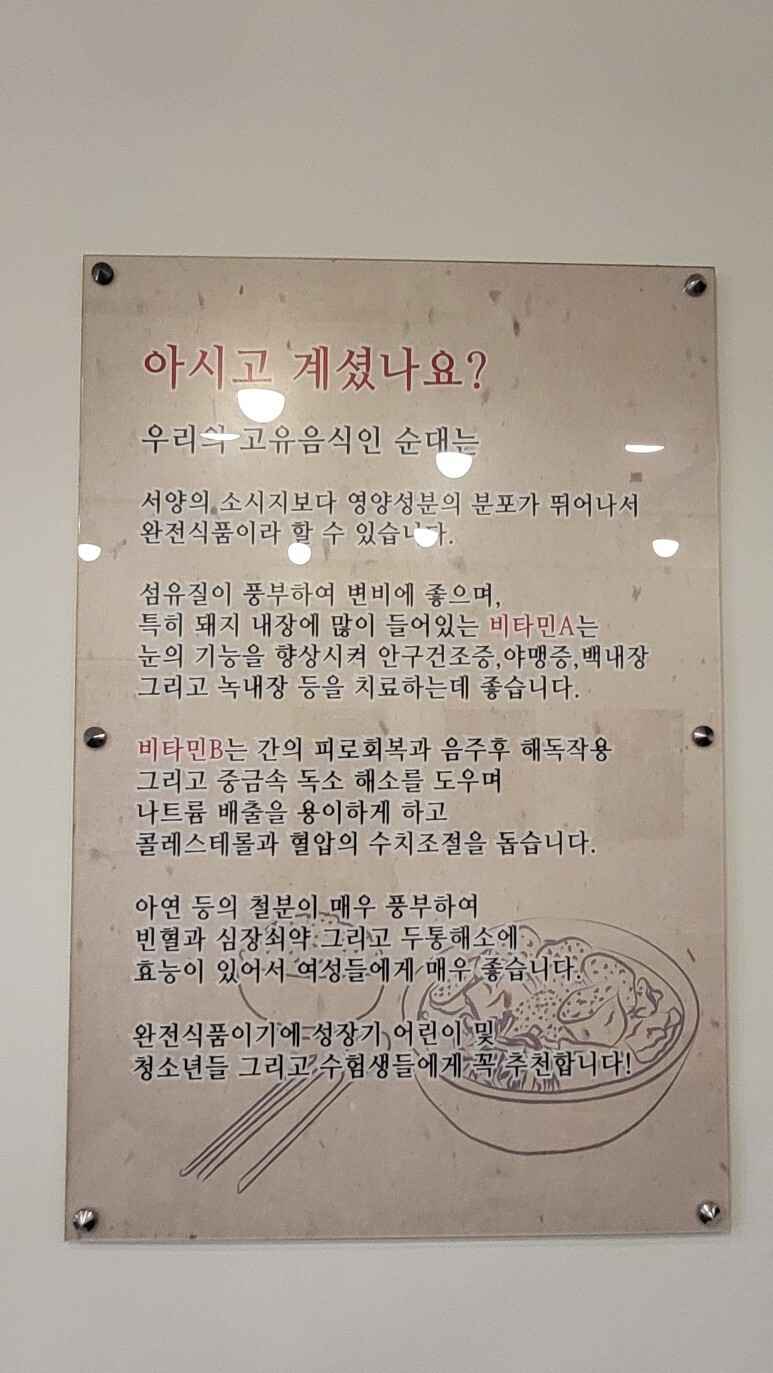 아시고 계셨나요?
우리의 고유음식인 순대는
서양의 소시지보다 영양성분의 분포가 뛰어나서
완전식품이라 할 수 있습니다.
섬유질이 풍부하여 변비에 좋으며,
특히 돼지 내장에 많이 들어있는 비타민A는
눈의 기능을 향상시켜 안구건조증,야맹증,백내장
그리고 녹내장 등을 치료하는데 좋습니다.
비타민B는 간의 피로회복과 음주후 해독작용
그리고 중금속 독소 해소를 도우며
나트륨 배출을 용이하게 하고
콜레스테롤과 혈압의 수치조절을 돕습니다.
아연 등의 철분이 매우 풍부하여
빈혈과 심장쇠약 그리고 두통해소에
효능이 있어서 여성들에게 매우 좋습니다.
완전식품이기에 성장기 어린이 및
청소년들 그리고 수험생들에게 꼭 추천합니다!